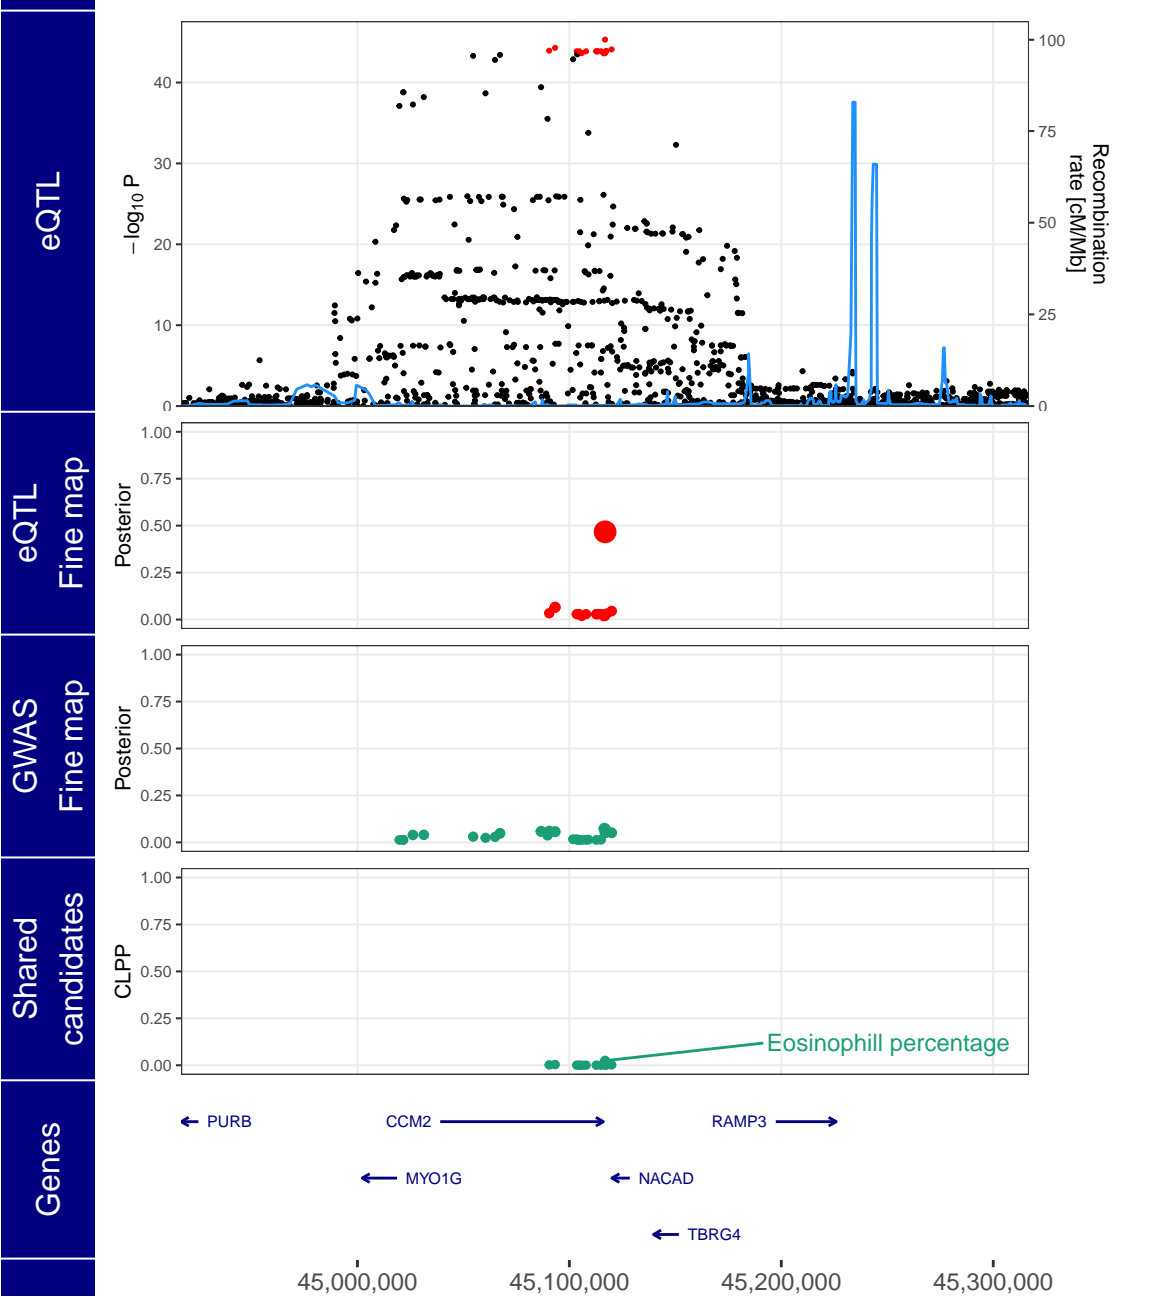 eQTL
− log10 P
40
30
20
10
0
100
75
50
25
0
Recombination
rate [cM/Mb]
eQTL
Fine map
Posterior
1.00
0.75
0.50
0.25
0.00
GWAS
Fine map
Posterior
1.00
0.75
0.50
0.25
0.00
Shared
candidates
CLPP
1.00
0.75
0.50
0.25
0.00
Eosinophill percentage
Genes
PURB
CCM2
RAMP3
MYO1G
NACAD
TBRG4
45,000,000
45,100,000
45,200,000
45,300,000